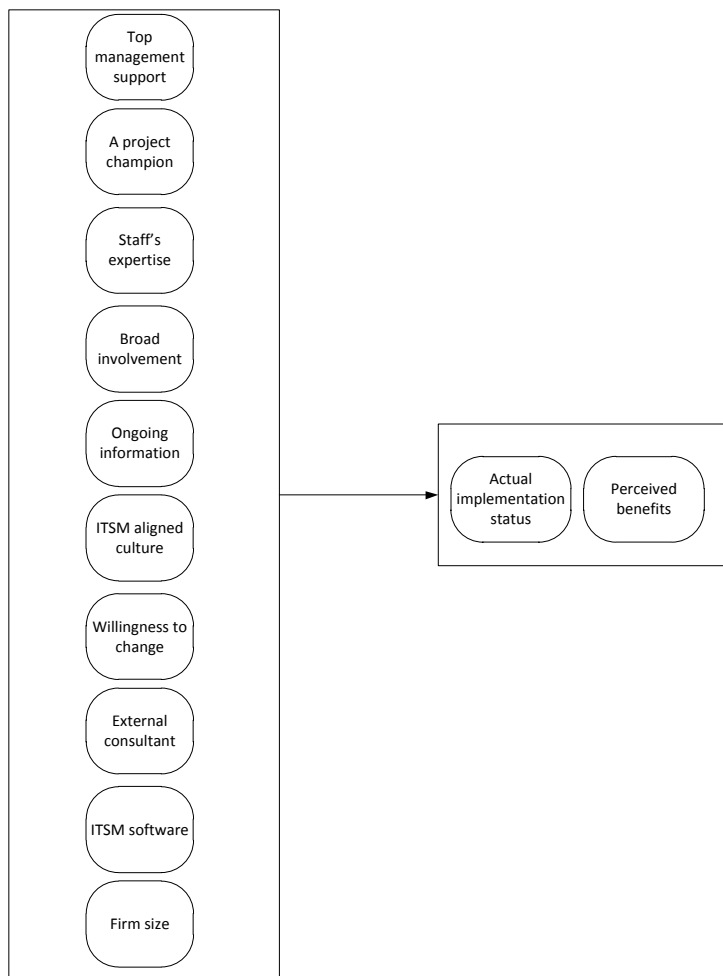 Top
management
support
A project
champion
Staff’s
expertise
Broad
involvement
Ongoing
information
ITSM aligned
culture
Willingness to
change
External
consultant
ITSM software
Firm size
Actual
implementation
status
Perceived
benefits